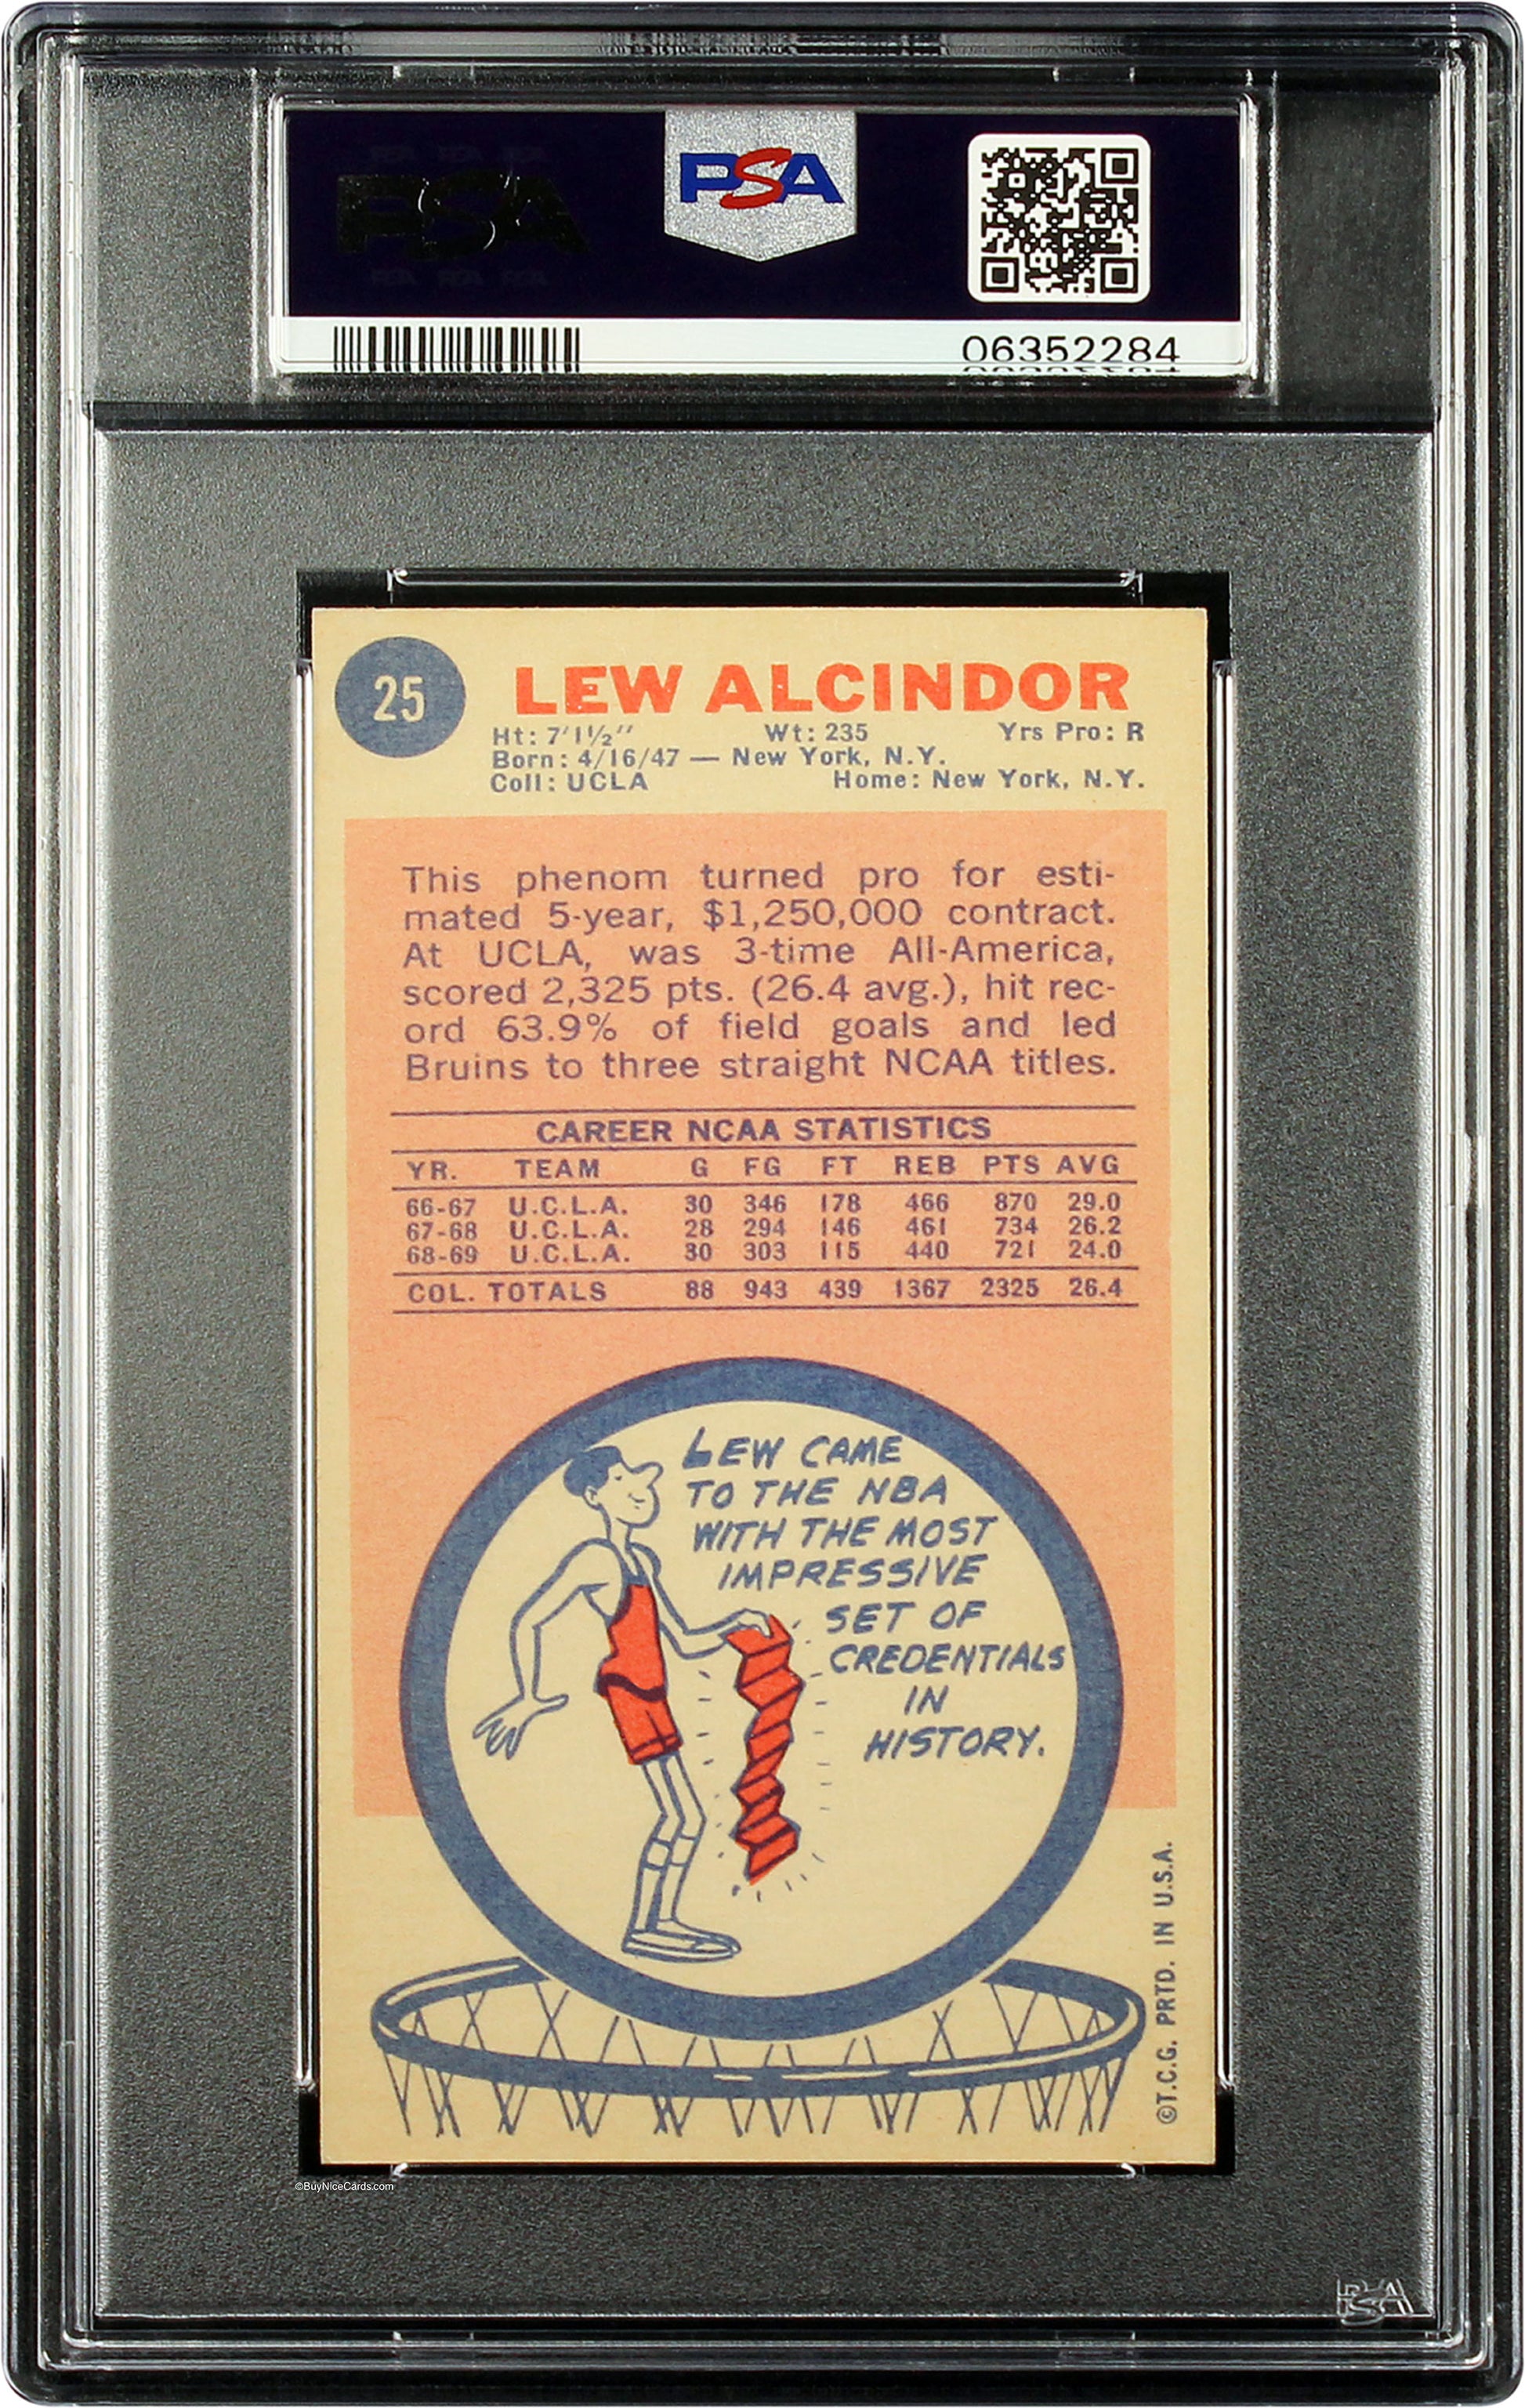 PSA
PSA
06352284
25
LEW ALCINDOR
Ht: 7'1½" Wt: 235 Yrs Pro: R
Born: 4/16/47 — New York, N.Y.
Coll: UCLA Home: New York, N.Y.
This phenom turned pro for esti-
mated 5-year, $1,250,000 contract.
At UCLA, was 3-time All-America,
scored 2,325 pts. (26.4 avg.), hit rec-
ord 63.9% of field goals and led
Bruins to three straight NCAA titles.
CAREER NCAA STATISTICS
YR. TEAM G FG FT REB PTS AVG
66-67 U.C.L.A. 30 346 178 466 870 29.0
67-68 U.C.L.A. 28 294 146 461 734 26.2
68-69 U.C.L.A. 30 303 115 440 721 24.0
COL. TOTALS 88 943 439 1367 2325 26.4
LEW CAME
TO THE NBA
WITH THE MOST
IMPRESSIVE
SET OF
CREDENTIALS
IN
HISTORY.
©T.C.G. PRTD. IN U.S.A.
©BuyNiceCards.com
PSA